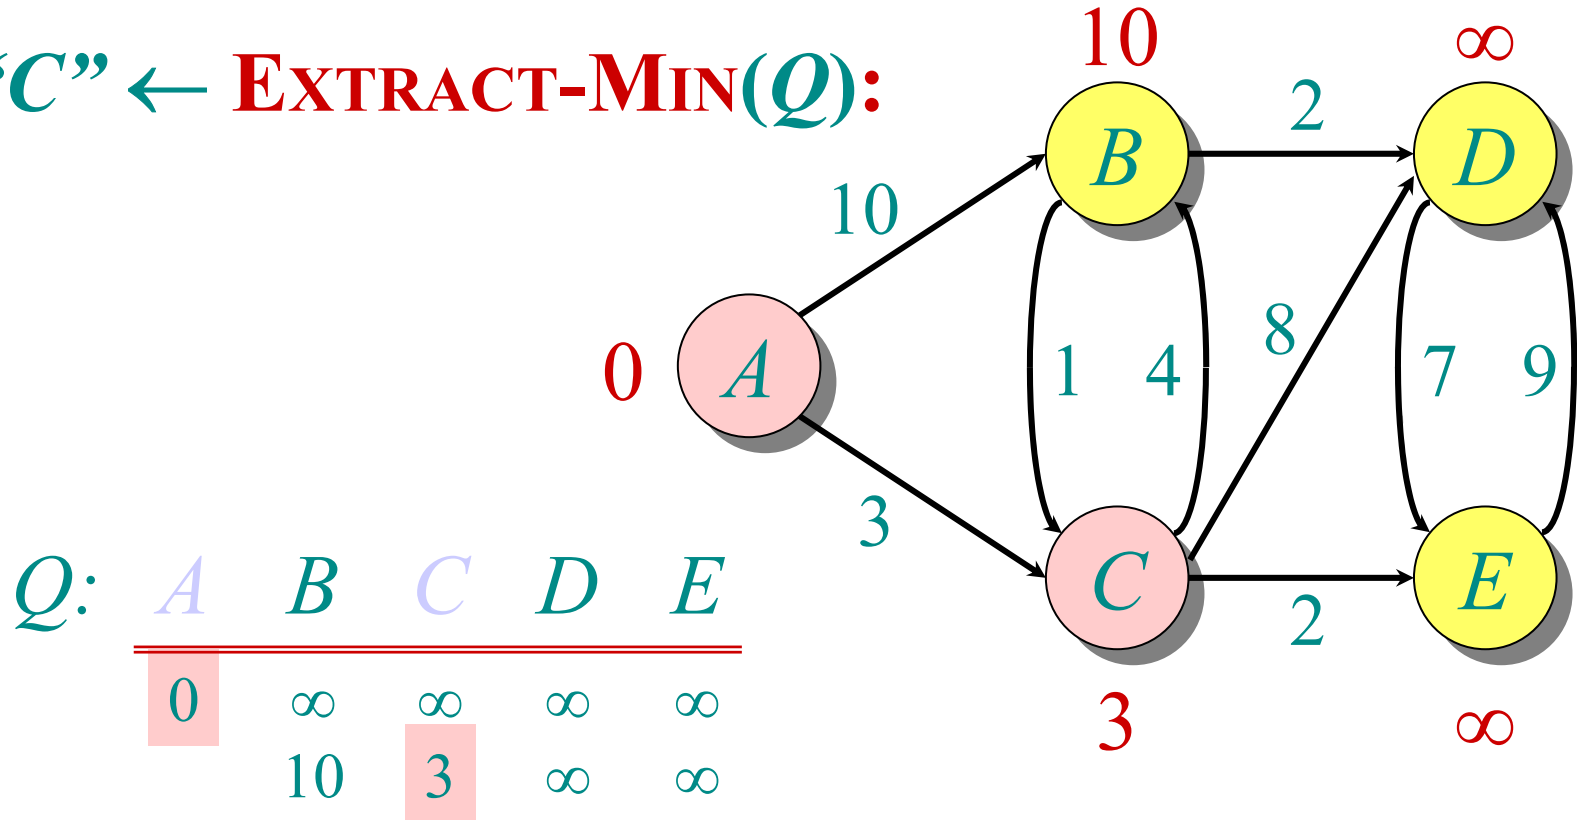 “C” ← EXTRACT-MIN(Q):
10 ∞
B 2 D
10
A
0
1 4 8 7 9
3
C 2 E
3 ∞
Q: A B C D E
0 ∞ ∞ ∞ ∞
10 3 ∞ ∞